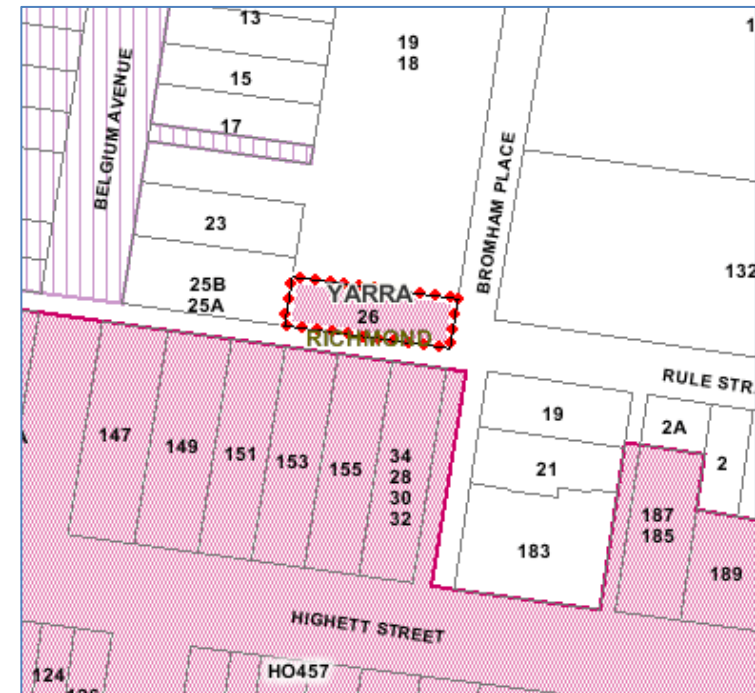 13
19
18
15
17
BELGIUM AVENUE
BROMHAM PLACE
23
132
25B
25A
YARRA
26
RICHMOND
RULE STR
2A
19
2
147
149
151
153
155
34
28
30
32
21
187
185
183
189
HIGHETT STREET
HO457
124